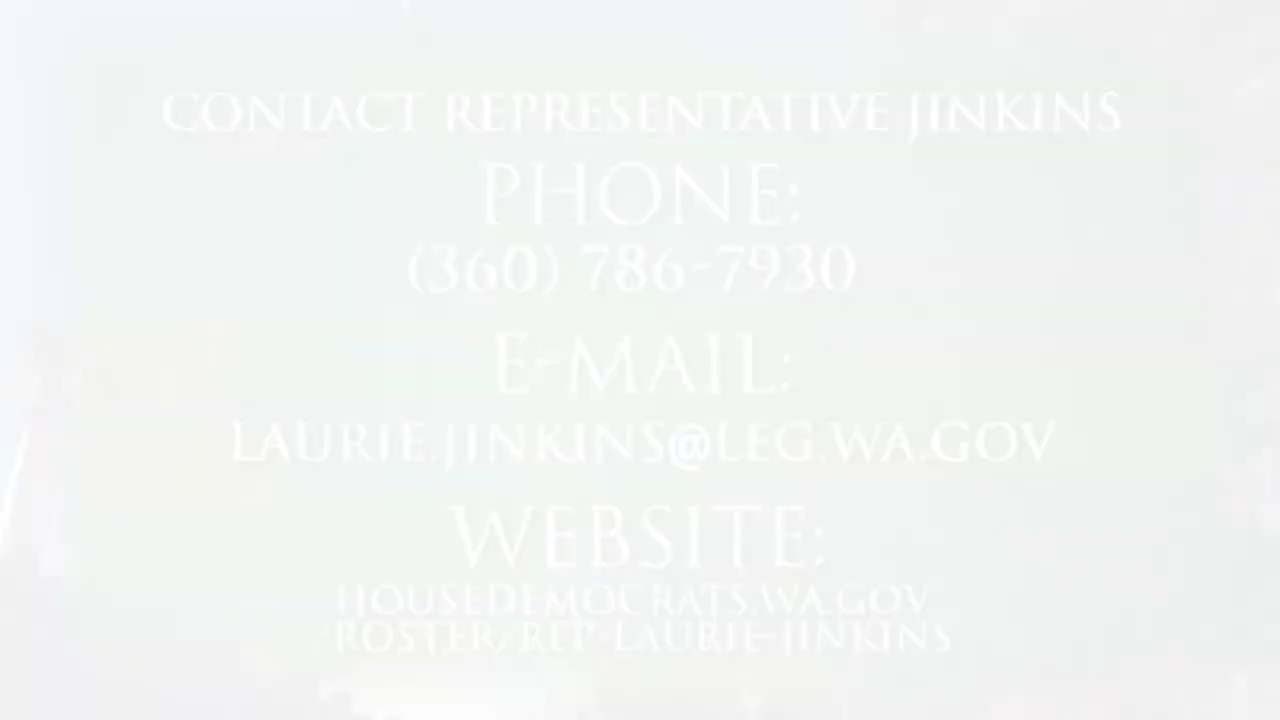 CONTACT REPRESENTATIVE JINKINS
PHONE:
(360) 786-7930
E-MAIL:
LAURIE.JINKINS@LEG.WA.GOV
WEBSITE:
HOUSEDEMOCRATS.WA.GOV
/ROSTER/REP-LAURIE-JINKINS